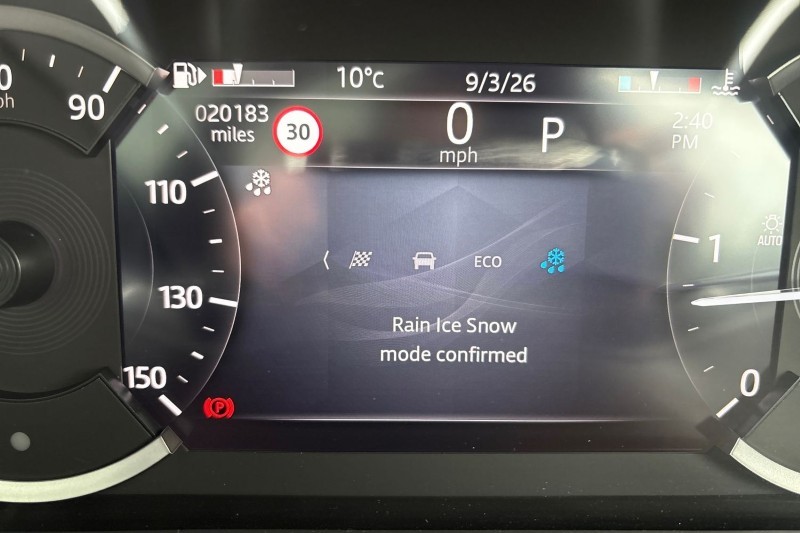 10°C
9/3/26
90
020183
miles
30
0
mph
P
2:40
PM
110
AUTO
1
ECO
130
Rain Ice Snow
mode confirmed
150
0
P